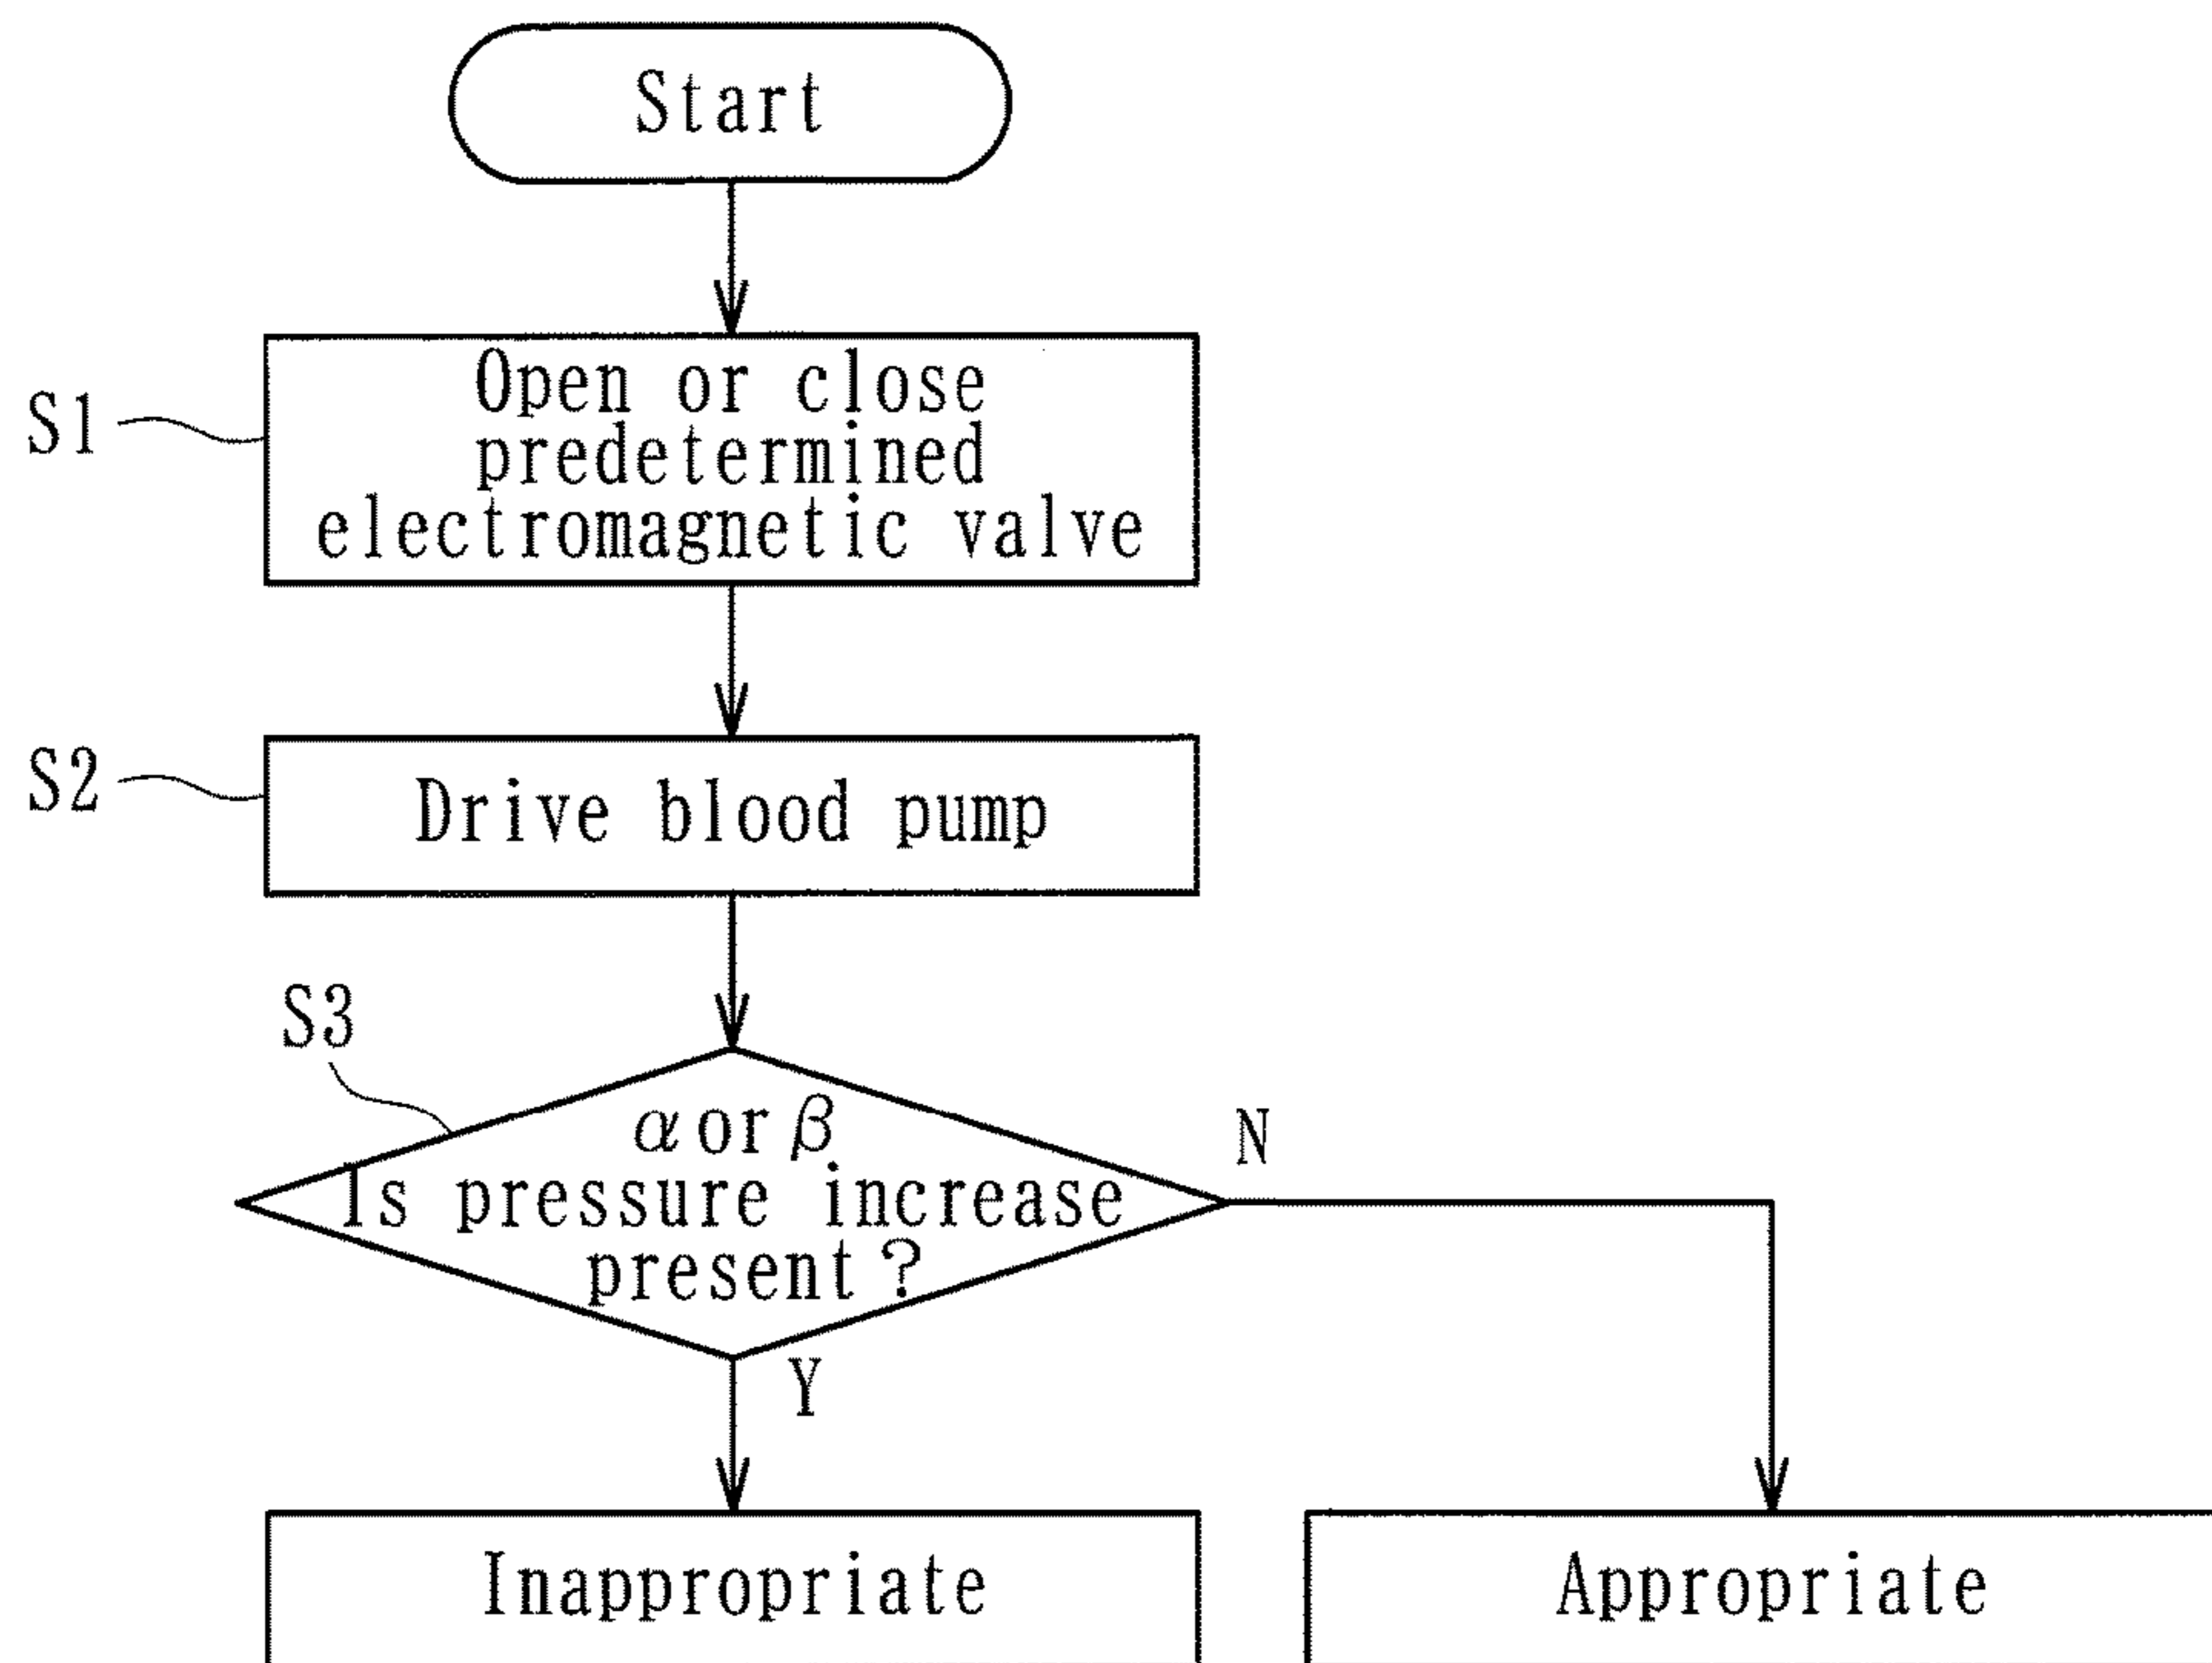 Start
S1
Open or close
predetermined
electromagnetic valve
S2
Drive blood pump
S3
α or β
Is pressure increase
present?
N
Y
Inappropriate
Appropriate